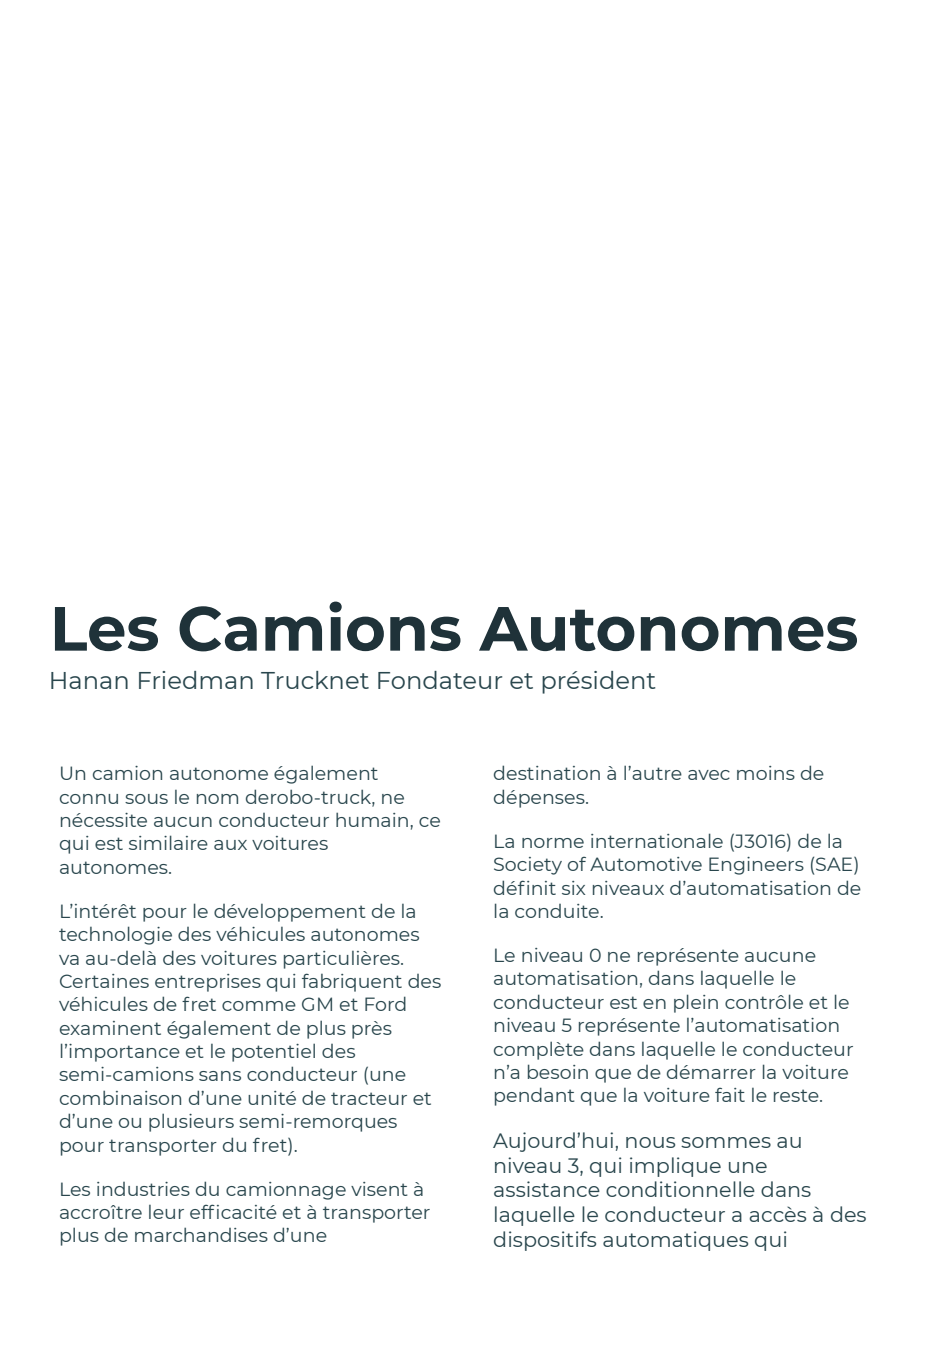 Les Camions Autonomes
Hanan Friedman Trucknet Fondateur et président
Un camion autonome également
connu sous le nom derobo-truck, ne
nécessite aucun conducteur humain, ce
qui est similaire aux voitures
autonomes.
L’intérêt pour le développement de la
technologie des véhicules autonomes
va au-delà des voitures particulières.
Certaines entreprises qui fabriquent des
véhicules de fret comme GM et Ford
examinent également de plus près
l’importance et le potentiel des
semi-camions sans conducteur (une
combinaison d’une unité de tracteur et
d’une ou plusieurs semi-remorques
pour transporter du fret).
Les industries du camionnage visent à
accroître leur efficacité et à transporter
plus de marchandises d’une
destination à l’autre avec moins de
dépenses.
La norme internationale (J3016) de la
Society of Automotive Engineers (SAE)
définit six niveaux d’automatisation de
la conduite.
Le niveau 0 ne représente aucune
automatisation, dans laquelle le
conducteur est en plein contrôle et le
niveau 5 représente l’automatisation
complète dans laquelle le conducteur
n’a besoin que de démarrer la voiture
pendant que la voiture fait le reste.
Aujourd’hui, nous sommes au
niveau 3, qui implique une
assistance conditionnelle dans
laquelle le conducteur a accès à des
dispositifs automatiques qui